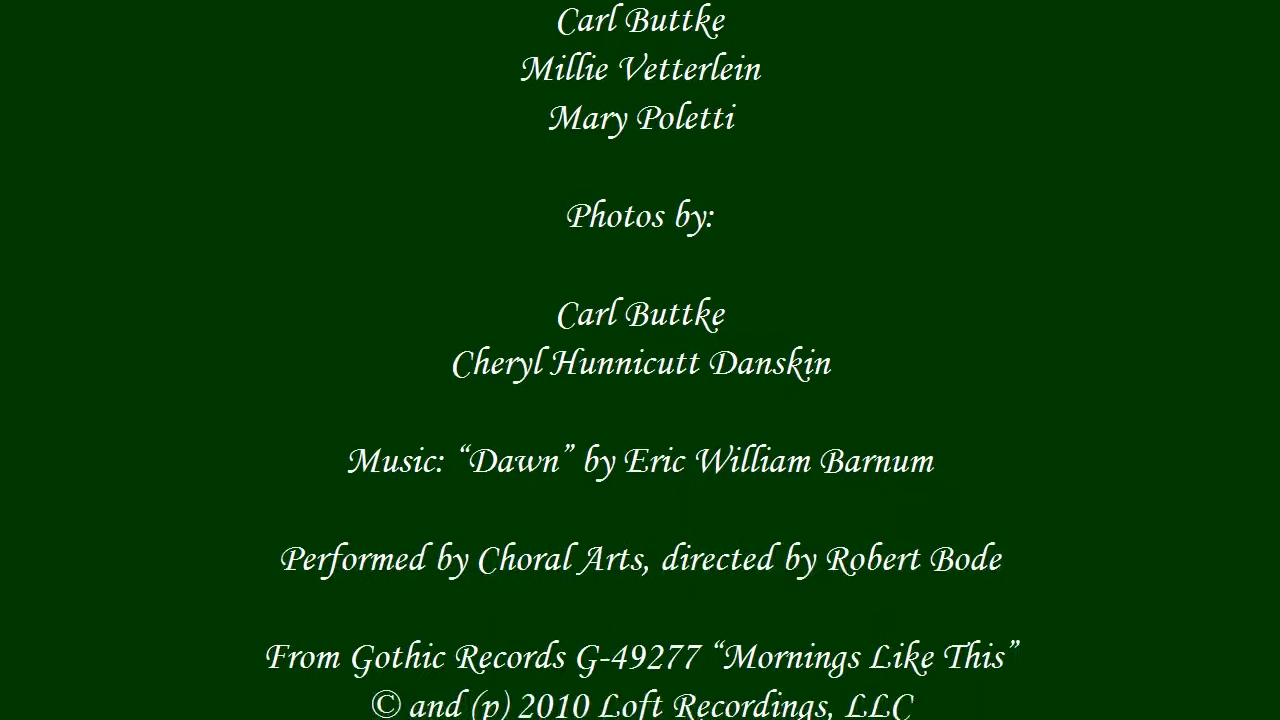 Carl Buttke
Millie Vetterlein
Mary Poletti
Photos by:
Carl Buttke
Cheryl Hunnicutt Danskin
Music: “Dawn” by Eric William Barnum
Performed by Choral Arts, directed by Robert Bode
From Gothic Records G-49277 “Mornings Like This”
© and (p) 2010 Loft Recordings, LLC